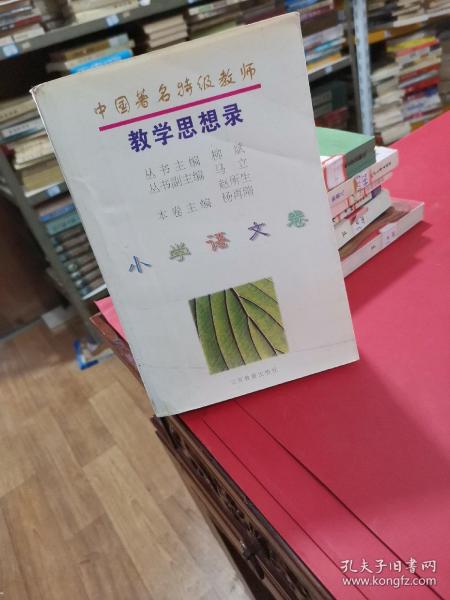 中国著名特级教师
教学思想录
丛书主编 柳斌
丛书副主编 马立
赵所生
本卷主编 杨再隋
小学语文卷
江苏教育出版社
孔夫子旧书网
www.kongfz.com